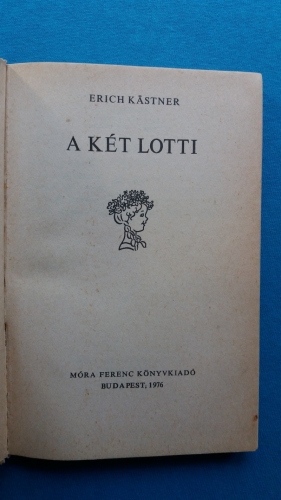 ERICH KÄSTNER
A KÉT LOTTI
MÓRA FERENC KÖNYVKIADÓ
BUDAPEST, 1976